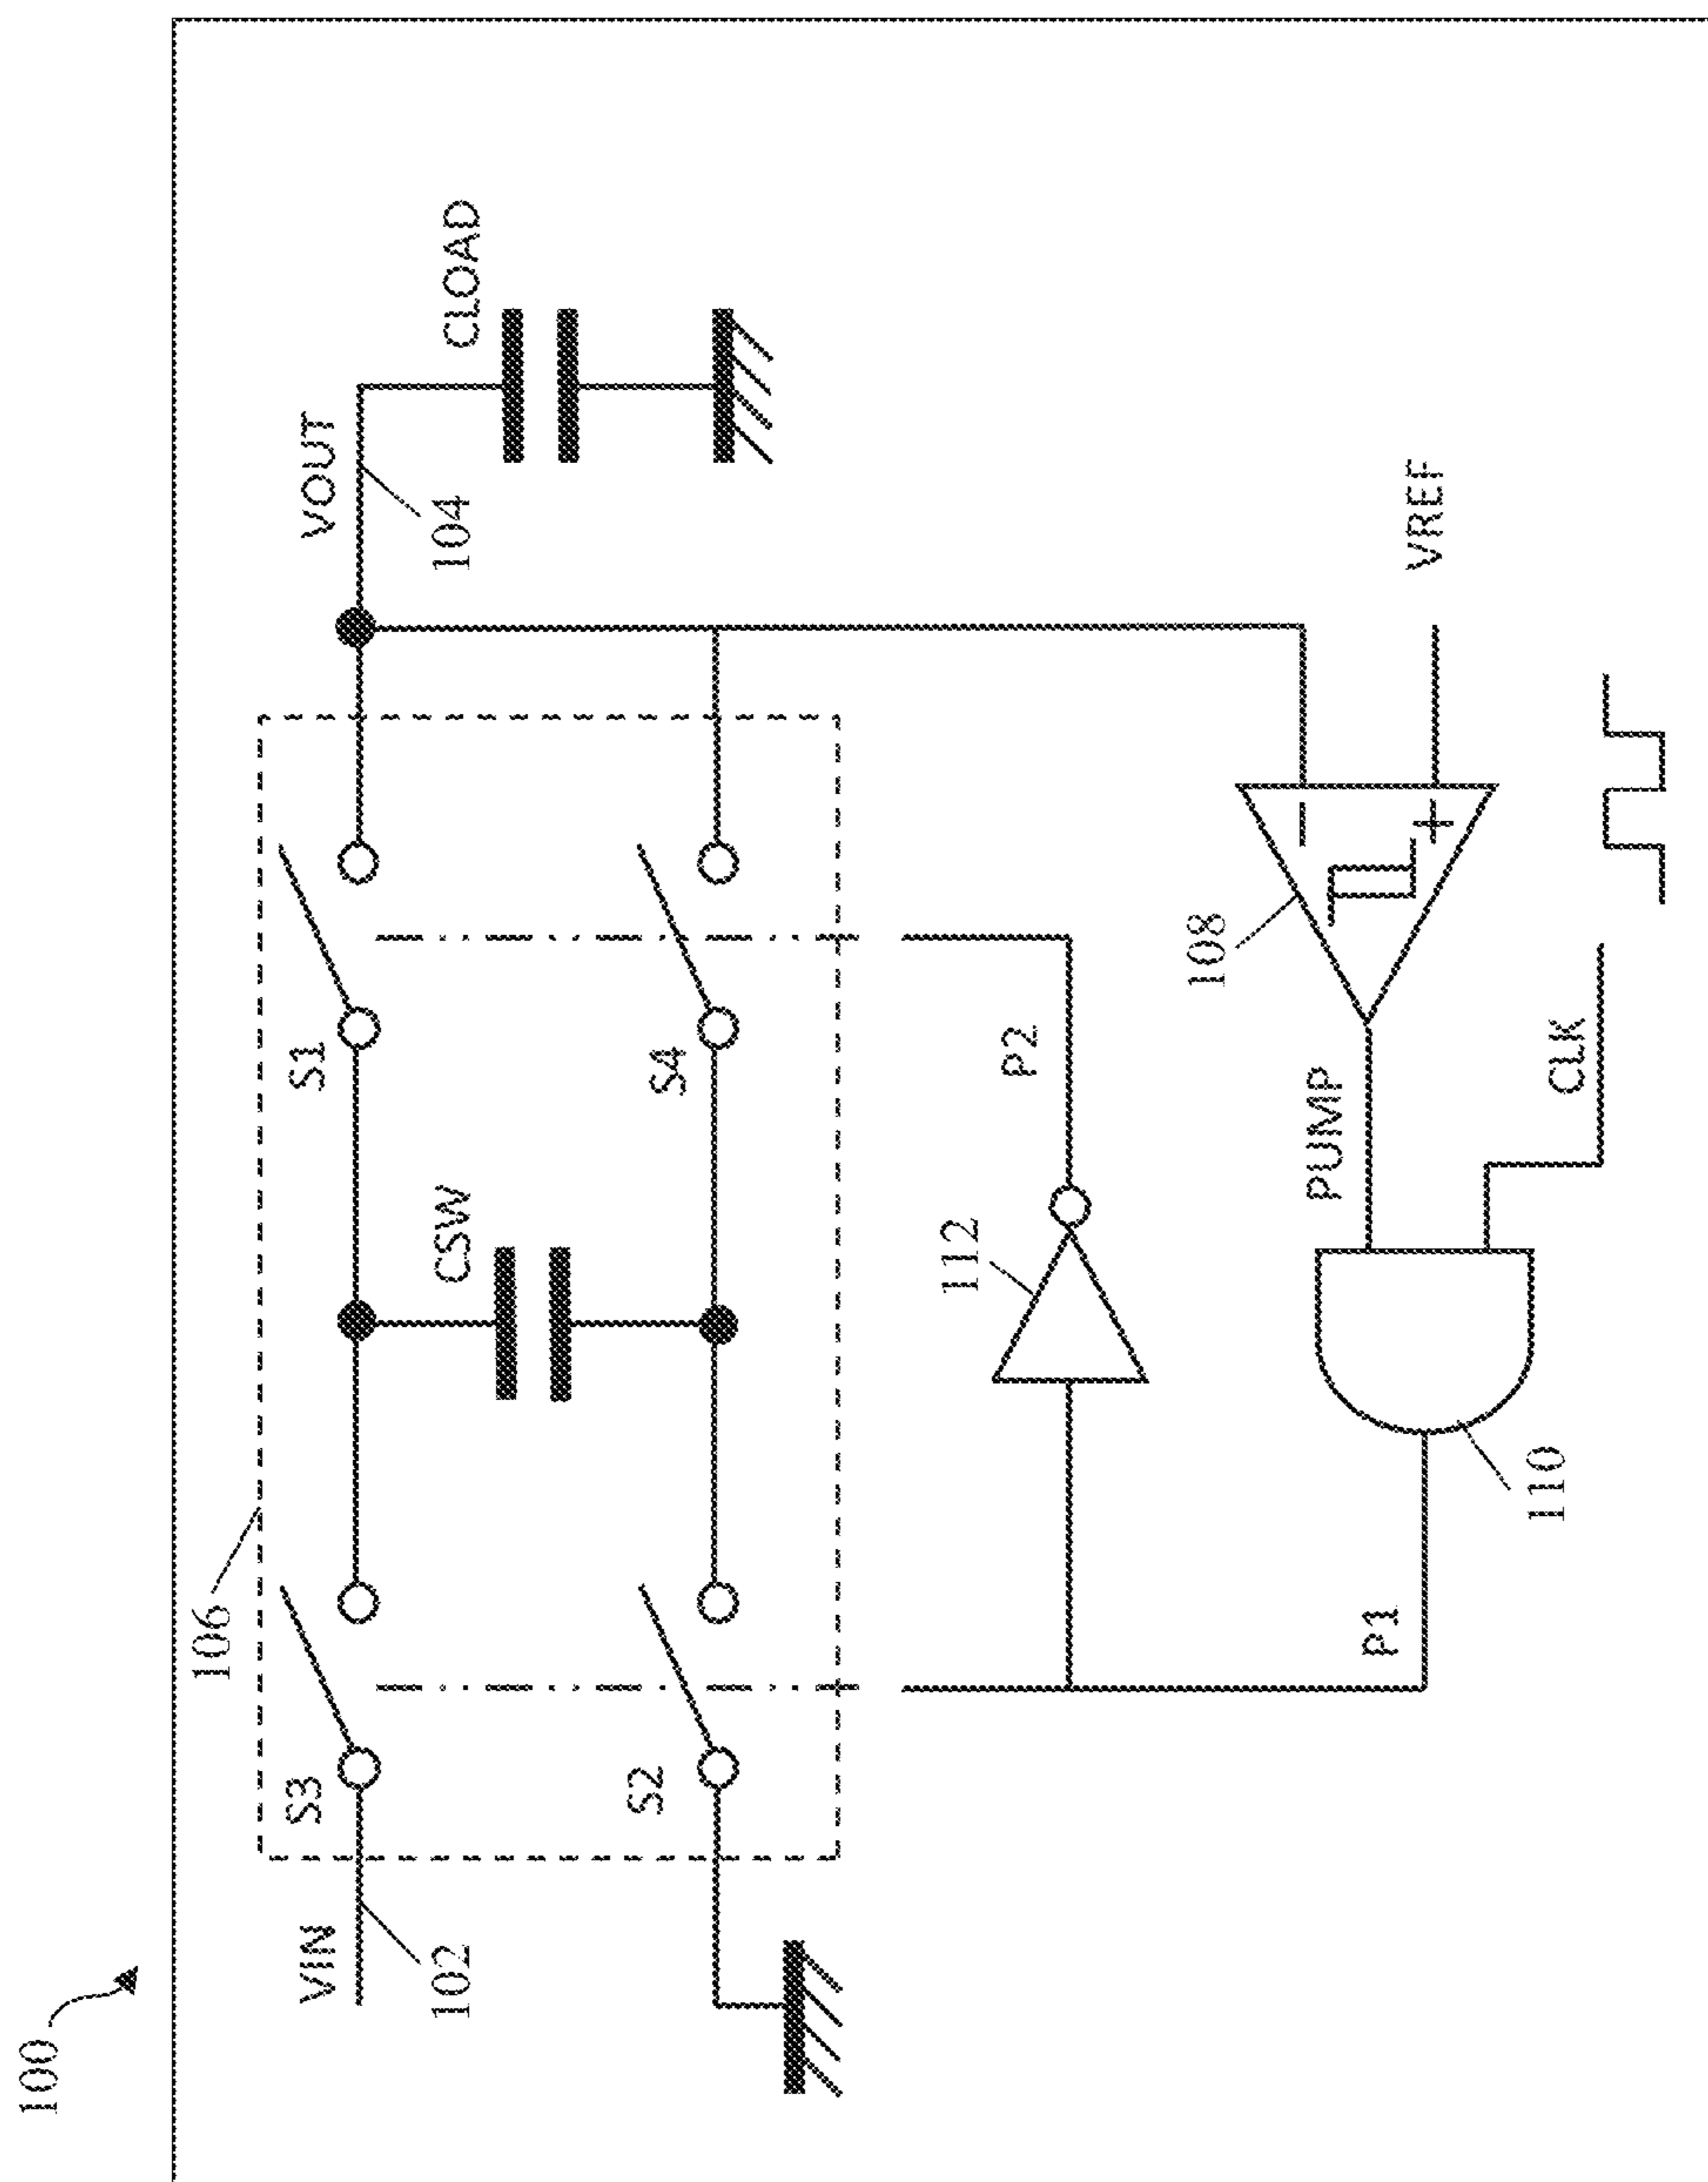 100
106
VIN
102
S3
S1
VOUT
104
CSW
CLOAD
S2
S4
112
P2
108
P1
110
PUMP
CLK
VREF
−
+